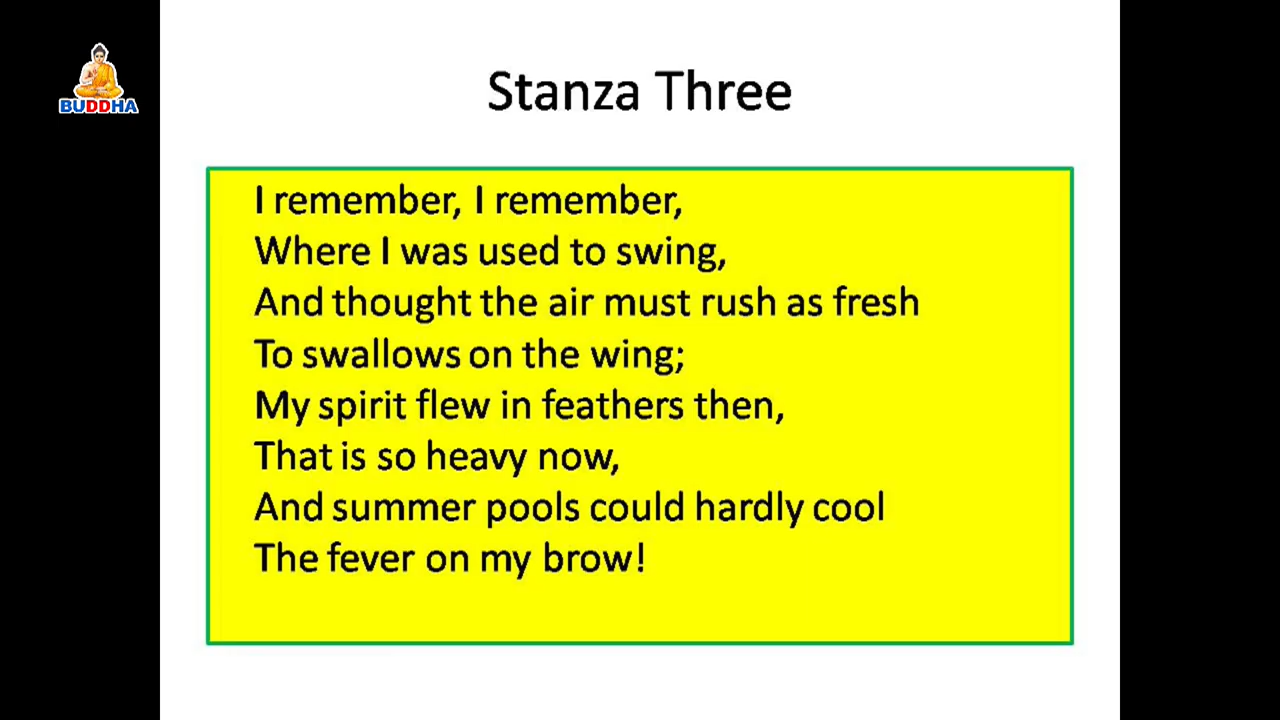 BUDDHA
Stanza Three
I remember, I remember,
Where I was used to swing,
And thought the air must rush as fresh
To swallows on the wing;
My spirit flew in feathers then,
That is so heavy now,
And summer pools could hardly cool
The fever on my brow!